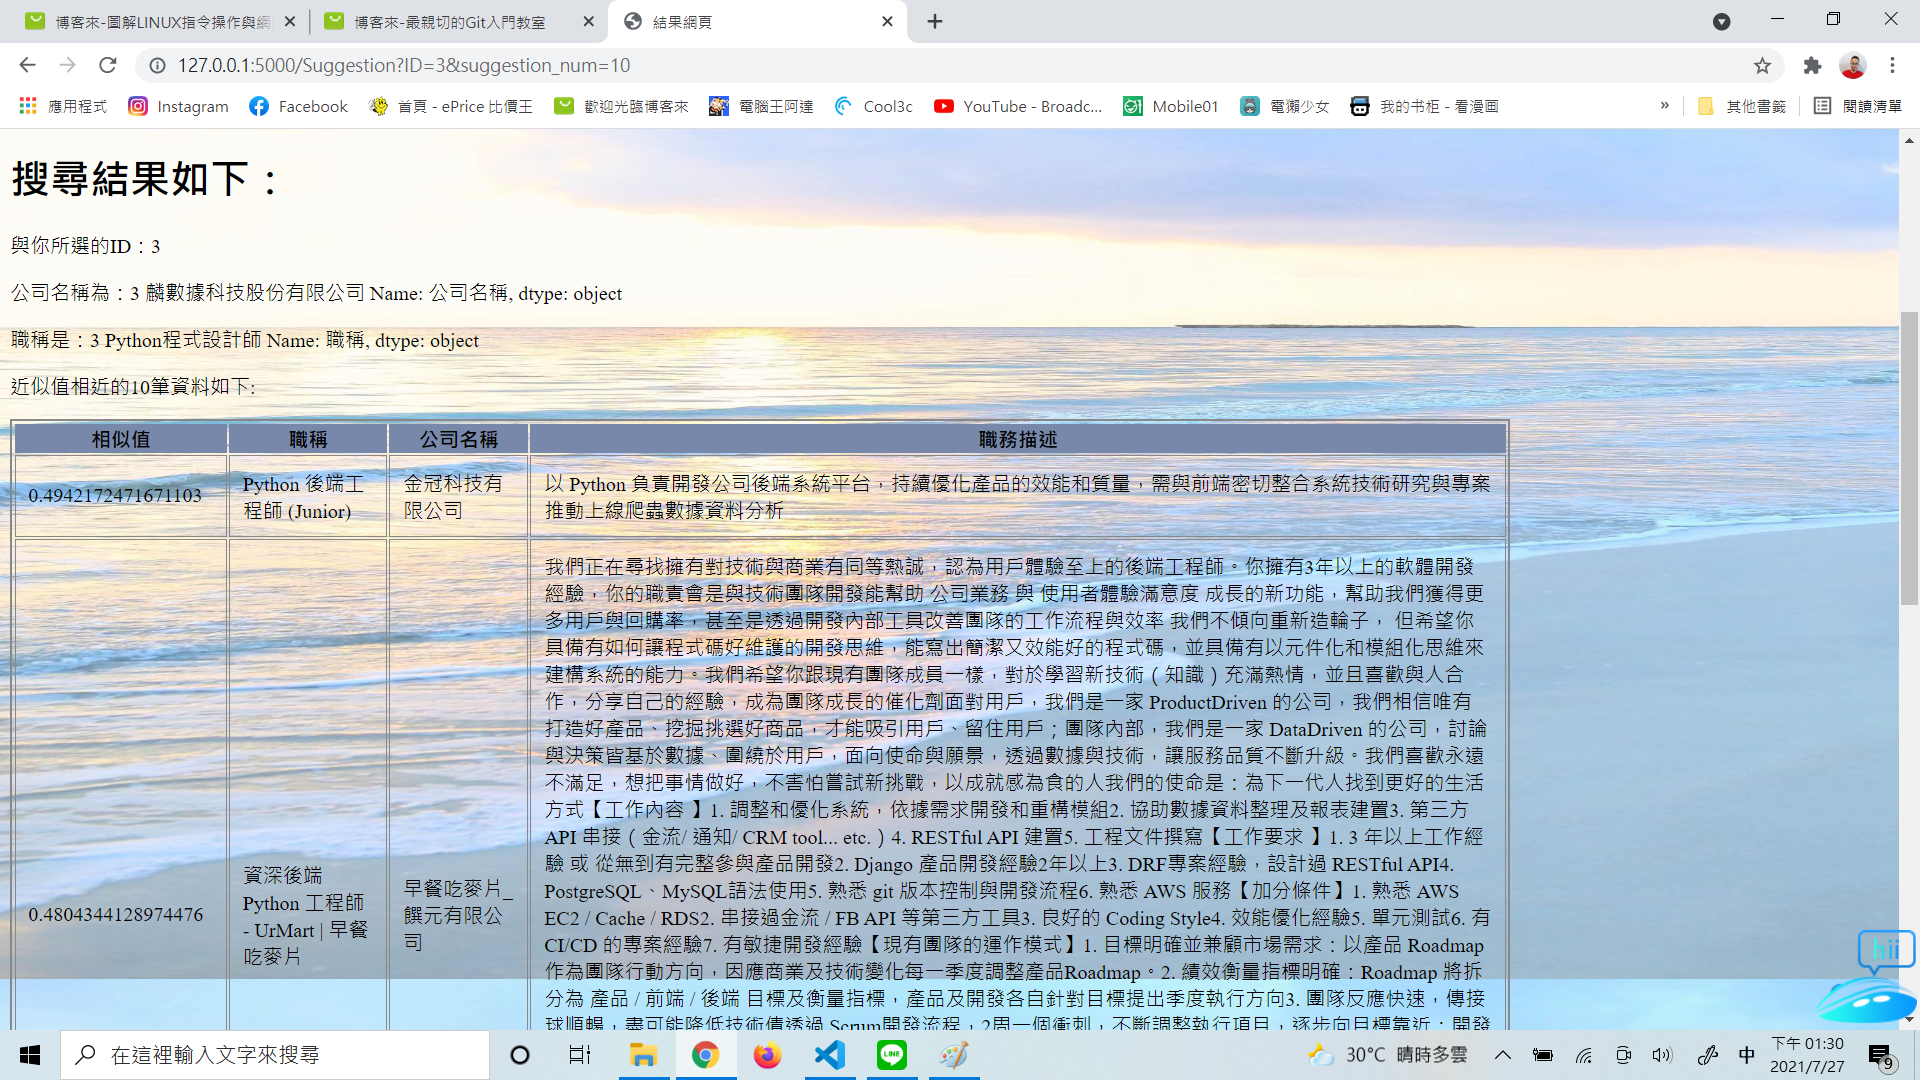 博客來-圖解LINUX指令操作與網
博客來-最親切的Git入門教室
結果網頁
127.0.0.1:5000/Suggestion?ID=3&suggestion_num=10
應用程式
Instagram
Facebook
首頁 - ePrice 比價王
歡迎光臨博客來
電腦王阿達
Cool3c
YouTube - Broadc...
Mobile01
電獺少女
我的书柜 - 看漫画
»
其他書籤
閱讀清單
搜尋結果如下：
與你所選的ID：3
公司名稱為：3 麟數據科技股份有限公司 Name: 公司名稱, dtype: object
職稱是：3 Python程式設計師 Name: 職稱, dtype: object
近似值相近的10筆資料如下:
相似值 職稱 公司名稱 職務描述
0.4942172471671103
Python 後端工
程師 (Junior)
金冠科技有
限公司
以 Python 負責開發公司後端系統平台，持續優化產品的效能和質量，需與前端密切整合系統技術研究與專案
推動上線爬蟲數據資料分析
0.4804344128974476
資深後端
Python 工程師
- UrMart | 早餐
吃麥片
早餐吃麥片_
饌元有限公
司
我們正在尋找擁有對技術與商業有同等熱誠，認為用戶體驗至上的後端工程師。你擁有3年以上的軟體開發
經驗，你的職責會是與技術團隊開發能幫助 公司業務 與 使用者體驗滿意度 成長的新功能，幫助我們獲得更
多用戶與回購率，甚至是透過開發內部工具改善團隊的工作流程與效率 我們不傾向重新造輪子， 但希望你
具備有如何讓程式碼好維護的開發思維，能寫出簡潔又效能好的程式碼，並具備有以元件化和模組化思維來
建構系統的能力。我們希望你跟現有團隊成員一樣，對於學習新技術（知識）充滿熱情，並且喜歡與人合
作，分享自己的經驗，成為團隊成長的催化劑面對用戶，我們是一家 ProductDriven 的公司，我們相信唯有
打造好產品、挖掘挑選好商品，才能吸引用戶、留住用戶；團隊內部，我們是一家 DataDriven 的公司，討論
與決策皆基於數據、圍繞於用戶，面向使命與願景，透過數據與技術，讓服務品質不斷升級。我們喜歡永遠
不滿足，想把事情做好，不害怕嘗試新挑戰，以成就感為食的人我們的使命是：為下一代人找到更好的生活
方式【工作內容 】1. 調整和優化系統，依據需求開發和重構模組2. 協助數據資料整理及報表建置3. 第三方
API 串接（金流/ 通知/ CRM tool... etc.）4. RESTful API 建置5. 工程文件撰寫【工作要求 】1. 3 年以上工作經
驗 或 從無到有完整參與產品開發2. Django 產品開發經驗2年以上3. DRF專案經驗，設計過 RESTful API4.
PostgreSQL、MySQL語法使用5. 熟悉 git 版本控制與開發流程6. 熟悉 AWS 服務【加分條件】1. 熟悉 AWS
EC2 / Cache / RDS2. 串接過金流 / FB API 等第三方工具3. 良好的 Coding Style4. 效能優化經驗5. 單元測試6. 有
CI/CD 的專案經驗7. 有敏捷開發經驗【現有團隊的運作模式】1. 目標明確並兼顧市場需求：以產品 Roadmap
作為團隊行動方向，因應商業及技術變化每一季度調整產品Roadmap。2. 績效衡量指標明確：Roadmap 將拆
分為 產品 / 前端 / 後端 目標及衡量指標，產品及開發各自針對目標提出季度執行方向3. 團隊反應快速，傳接
球順暢，盡可能降低技術債透過 Scrum開發流程，2周一個衝刺，不斷調整執行項目，逐步向目標靠近；開發
hii
在這裡輸入文字來搜尋
LINE
30°C 晴時多雲
中
下午 01:30
2021/7/27
9